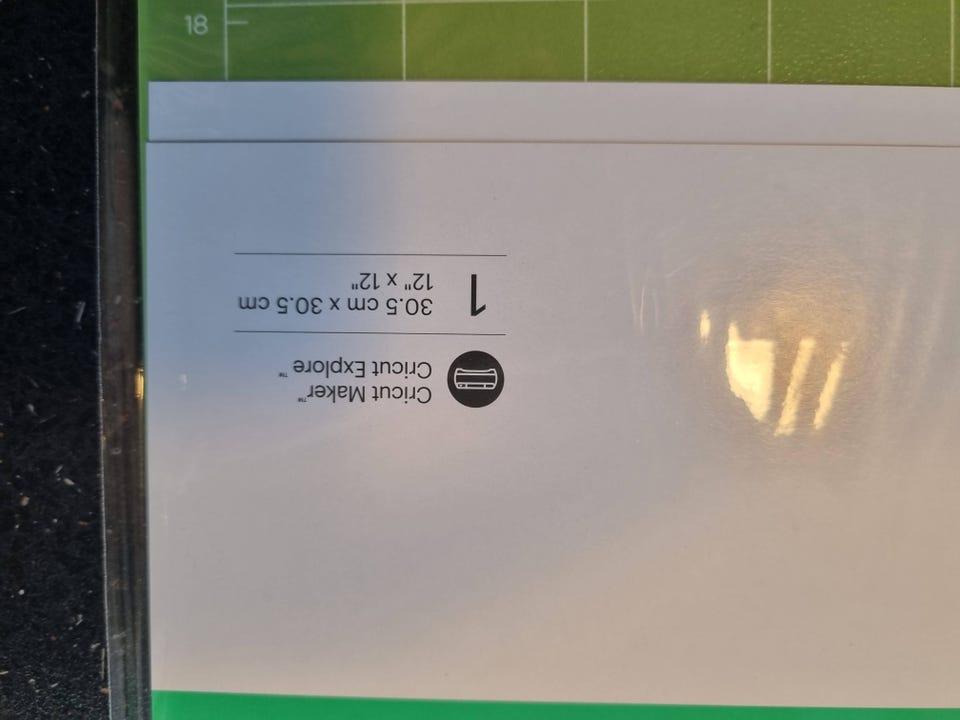 Cricut Maker™
Cricut Explore™
1
30.5 cm x 30.5 cm
12" x 12"
18